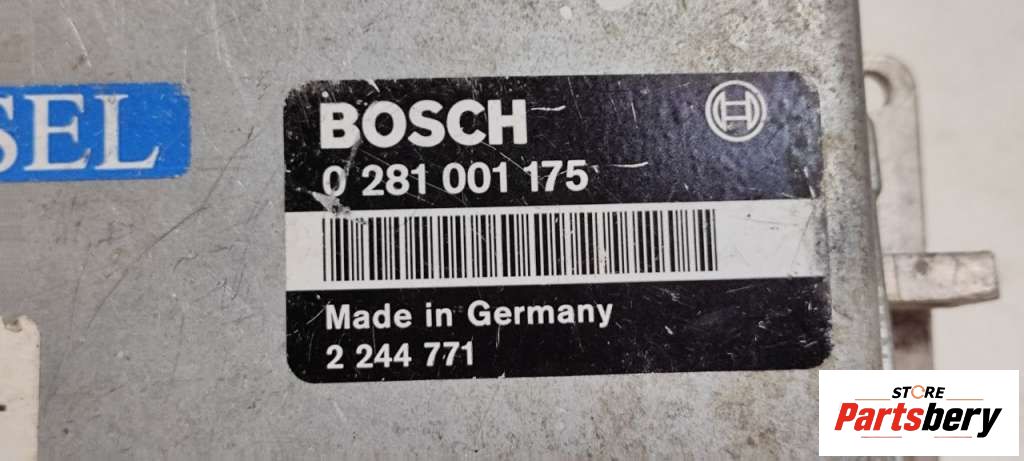 SEL
BOSCH
0 281 001 175
Made in Germany
2 244 771
STORE
Partsbery